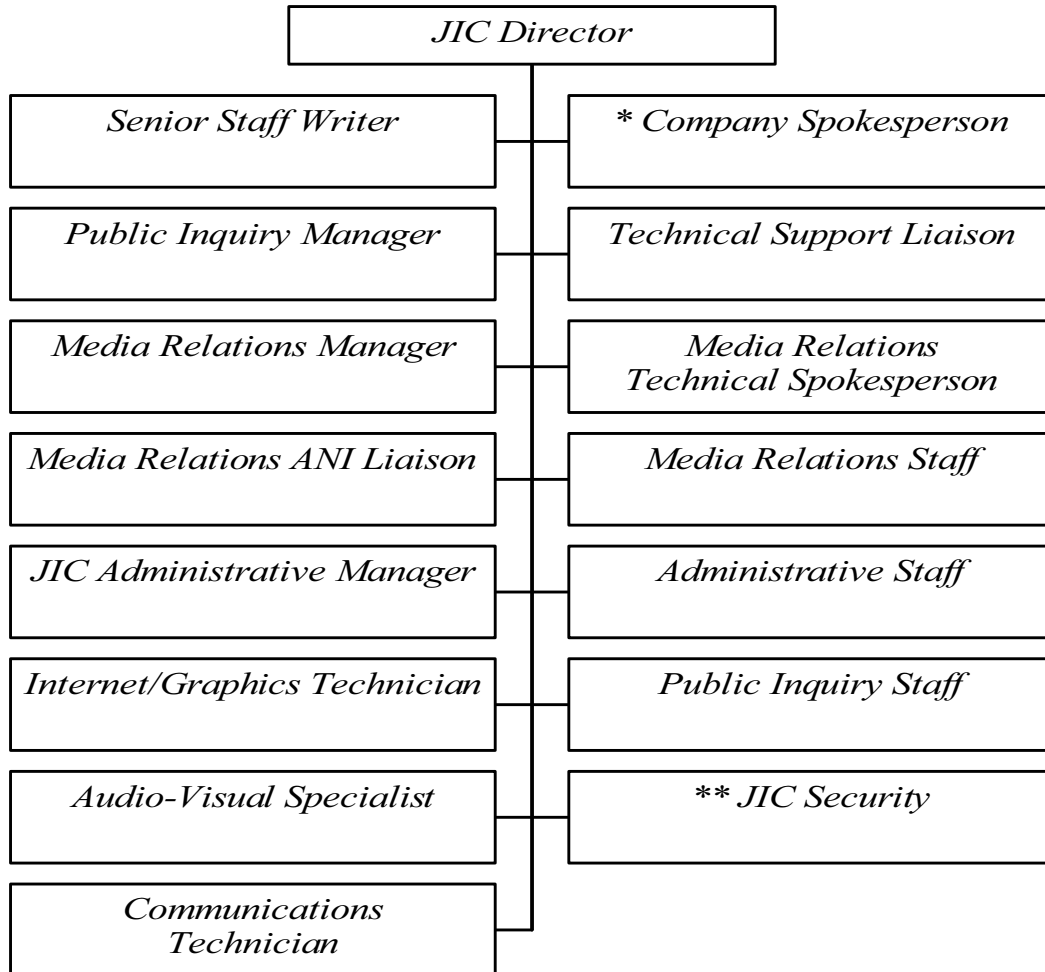 JIC Director
Senior Staff Writer
* Company Spokesperson
Public Inquiry Manager
Technical Support Liaison
Media Relations Manager
Media Relations
Technical Spokesperson
Media Relations ANI Liaison
Media Relations Staff
JIC Administrative Manager
Administrative Staff
Internet/Graphics Technician
Public Inquiry Staff
Audio-Visual Specialist
** JIC Security
Communications
Technician